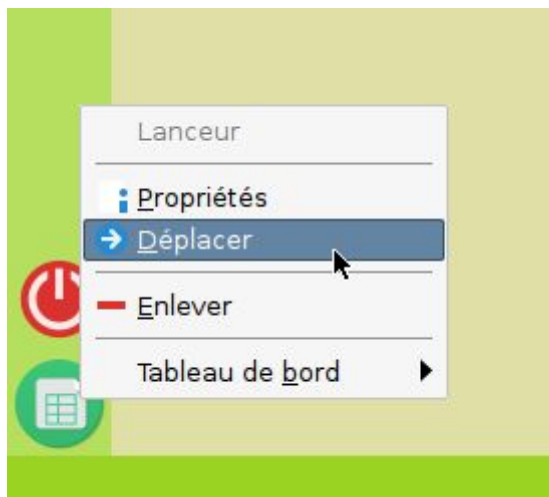 Lanceur
Propriétés
Déplacer
Enlever
Tableau de bord